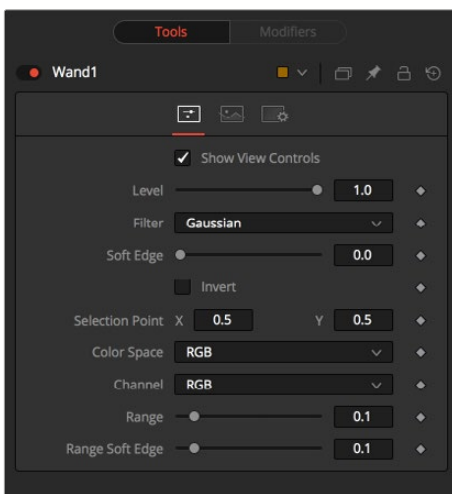 Tools Modifiers
Wand1
Show View Controls
Level 1.0
Filter Gaussian
Soft Edge 0.0
Invert
Selection Point X 0.5 Y 0.5
Color Space RGB
Channel RGB
Range 0.1
Range Soft Edge 0.1